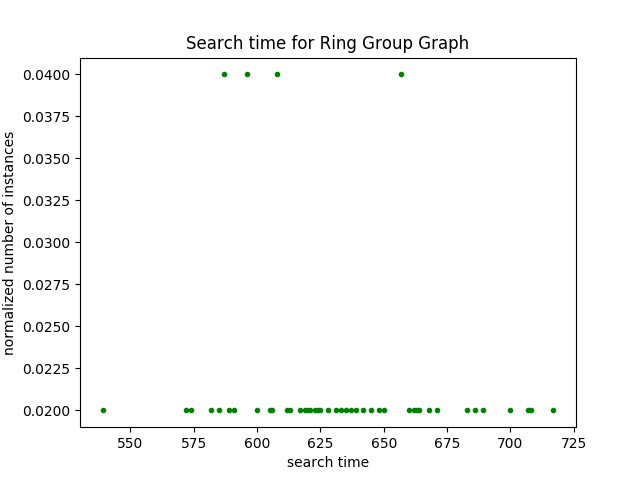 Search time for Ring Group Graph
normalized number of instances
0.0400
0.0375
0.0350
0.0325
0.0300
0.0275
0.0250
0.0225
0.0200
550 575 600 625 650 675 700 725
search time